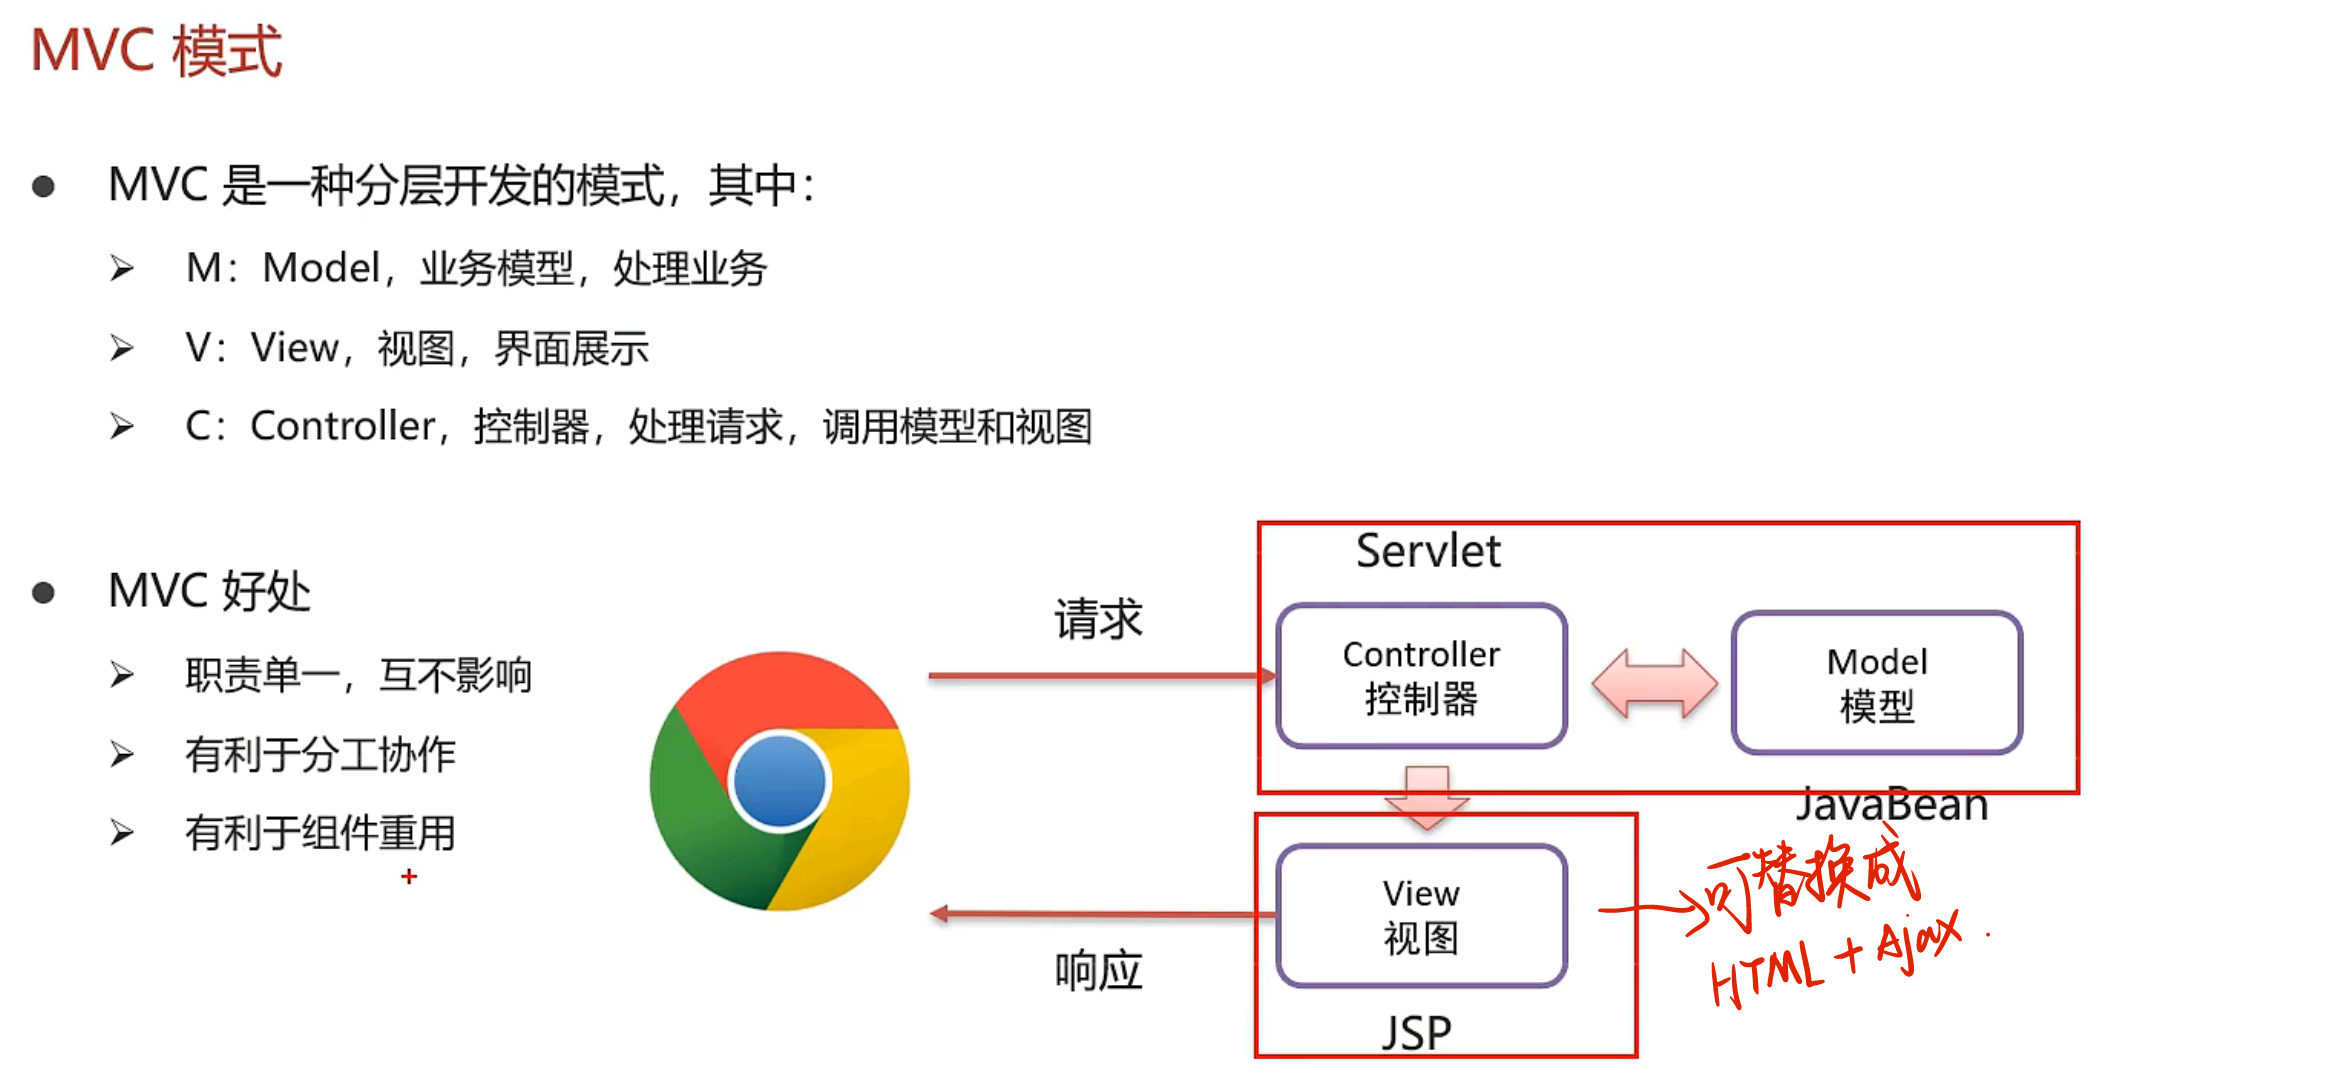 MVC 模式
MVC 是一种分层开发的模式，其中：
M：Model，业务模型，处理业务
V：View，视图，界面展示
C：Controller，控制器，处理请求，调用模型和视图
MVC 好处
职责单一，互不影响
有利于分工协作
有利于组件重用
请求
响应
Servlet
Controller
控制器
Model
模型
JavaBean
View
视图
JSP
可替换成
HTML + Ajax.